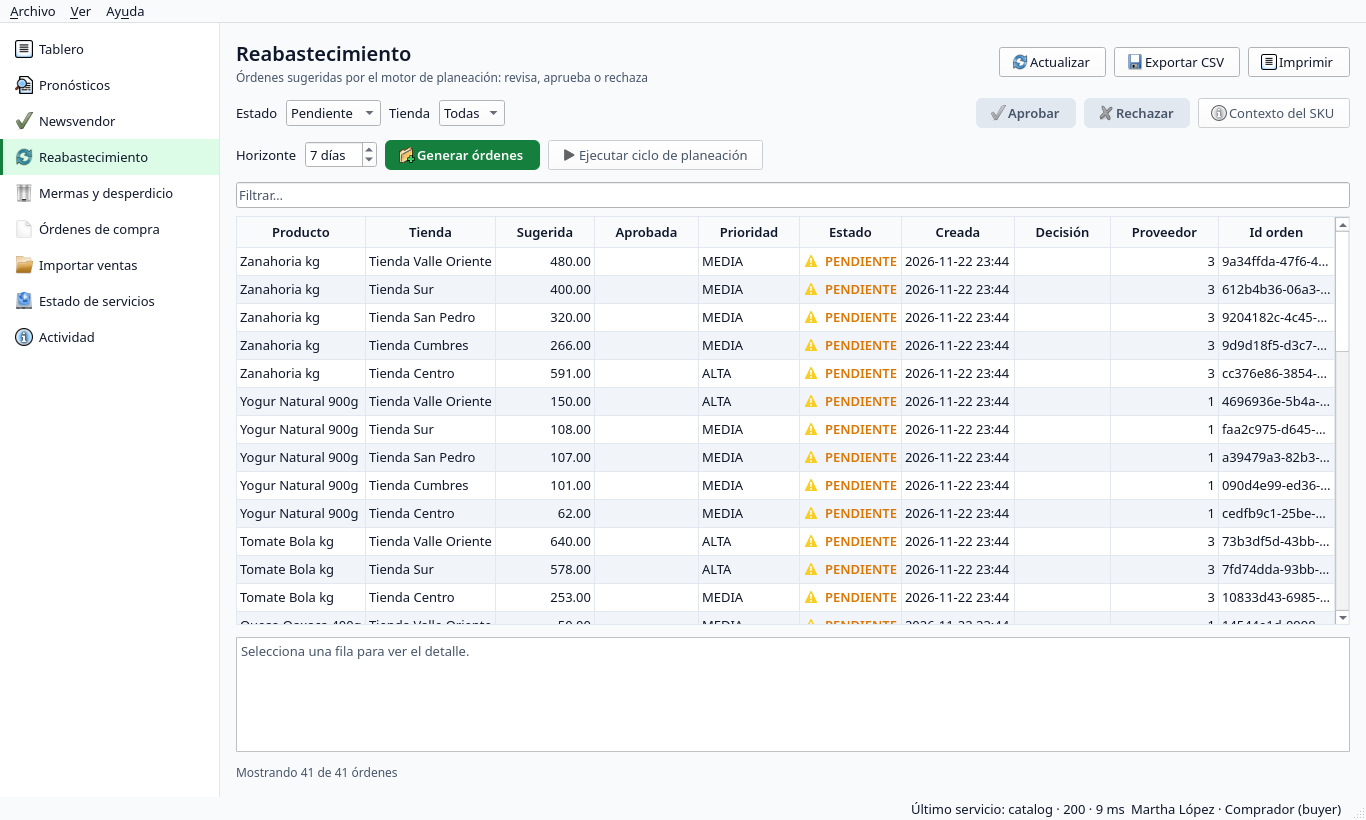 Archivo Ver Ayuda
Tablero
Pronósticos
Newsvendor
Reabastecimiento
Mermas y desperdicio
Órdenes de compra
Importar ventas
Estado de servicios
Actividad
Reabastecimiento
Órdenes sugeridas por el motor de planeación: revisa, aprueba o rechaza
Actualizar Exportar CSV Imprimir
Estado Pendiente Tienda Todas Aprobar Rechazar Contexto del SKU
Horizonte 7 días Generar órdenes Ejecutar ciclo de planeación
Filtrar...
Producto Tienda Sugerida Aprobada Prioridad Estado Creada Decisión Proveedor Id orden
Zanahoria kg Tienda Valle Oriente 480.00 MEDIA PENDIENTE 2026-11-22 23:44 3 9a34ffda-47f6-4...
Zanahoria kg Tienda Sur 400.00 MEDIA PENDIENTE 2026-11-22 23:44 3 612b4b36-06a3-...
Zanahoria kg Tienda San Pedro 320.00 MEDIA PENDIENTE 2026-11-22 23:44 3 9204182c-4c45-...
Zanahoria kg Tienda Cumbres 266.00 MEDIA PENDIENTE 2026-11-22 23:44 3 9d9d18f5-d3c7-...
Zanahoria kg Tienda Centro 591.00 ALTA PENDIENTE 2026-11-22 23:44 3 cc376e86-3854-...
Yogur Natural 900g Tienda Valle Oriente 150.00 ALTA PENDIENTE 2026-11-22 23:44 1 4696936e-5b4a-...
Yogur Natural 900g Tienda Sur 108.00 MEDIA PENDIENTE 2026-11-22 23:44 1 faa2c975-d645-...
Yogur Natural 900g Tienda San Pedro 107.00 MEDIA PENDIENTE 2026-11-22 23:44 1 a39479a3-82b3-...
Yogur Natural 900g Tienda Cumbres 101.00 MEDIA PENDIENTE 2026-11-22 23:44 1 090d4e99-ed36-...
Yogur Natural 900g Tienda Centro 62.00 MEDIA PENDIENTE 2026-11-22 23:44 1 cedfb9c1-25be-...
Tomate Bola kg Tienda Valle Oriente 640.00 ALTA PENDIENTE 2026-11-22 23:44 3 73b3df5d-43bb-...
Tomate Bola kg Tienda Sur 578.00 ALTA PENDIENTE 2026-11-22 23:44 3 7fd74dda-93bb-...
Tomate Bola kg Tienda Centro 253.00 MEDIA PENDIENTE 2026-11-22 23:44 3 10833d43-6985-...
Tienda Valle Oriente MEDIA PENDIENTE 2026-11-22 23:44
Selecciona una fila para ver el detalle.
Mostrando 41 de 41 órdenes
Último servicio: catalog · 200 · 9 ms Martha López · Comprador (buyer)